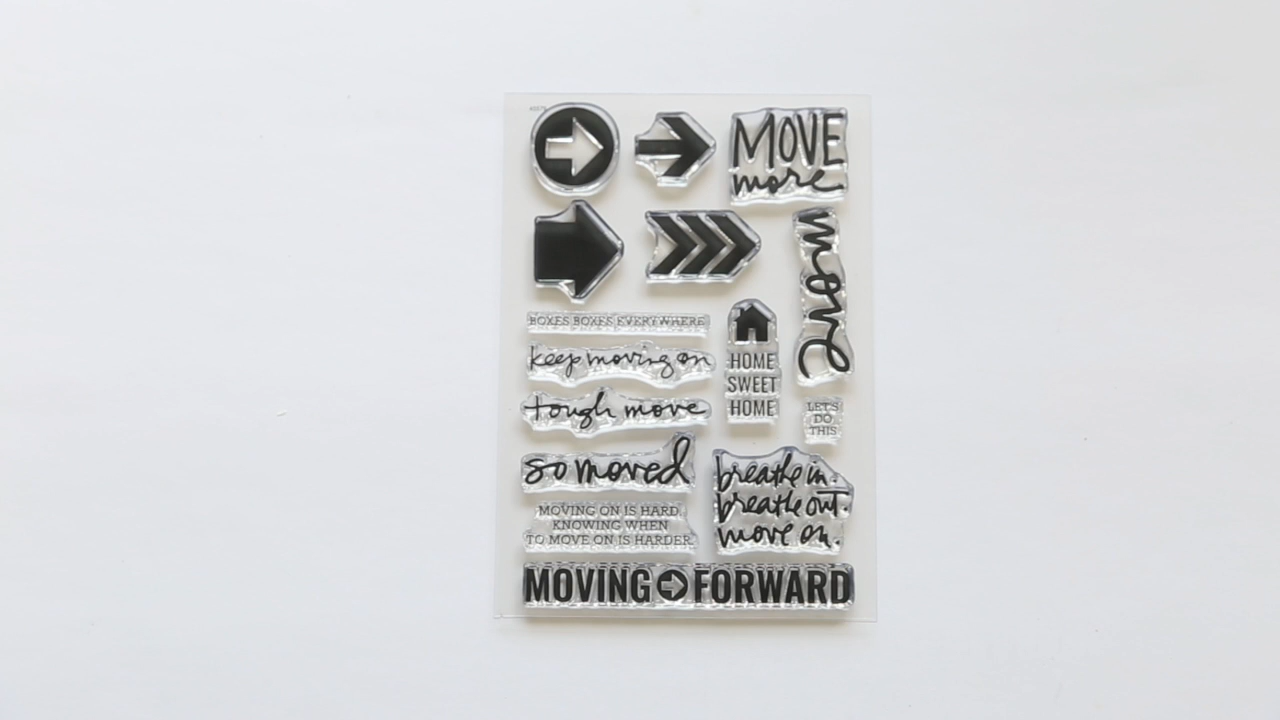 MOVE
more
move
BOXES BOXES EVERYWHERE
keep moving on
tough move
HOME
SWEET
HOME
LET'S
DO
THIS
so moved
breathe in.
breathe out.
move on.
MOVING ON IS HARD.
KNOWING WHEN
TO MOVE ON IS HARDER.
MOVING FORWARD